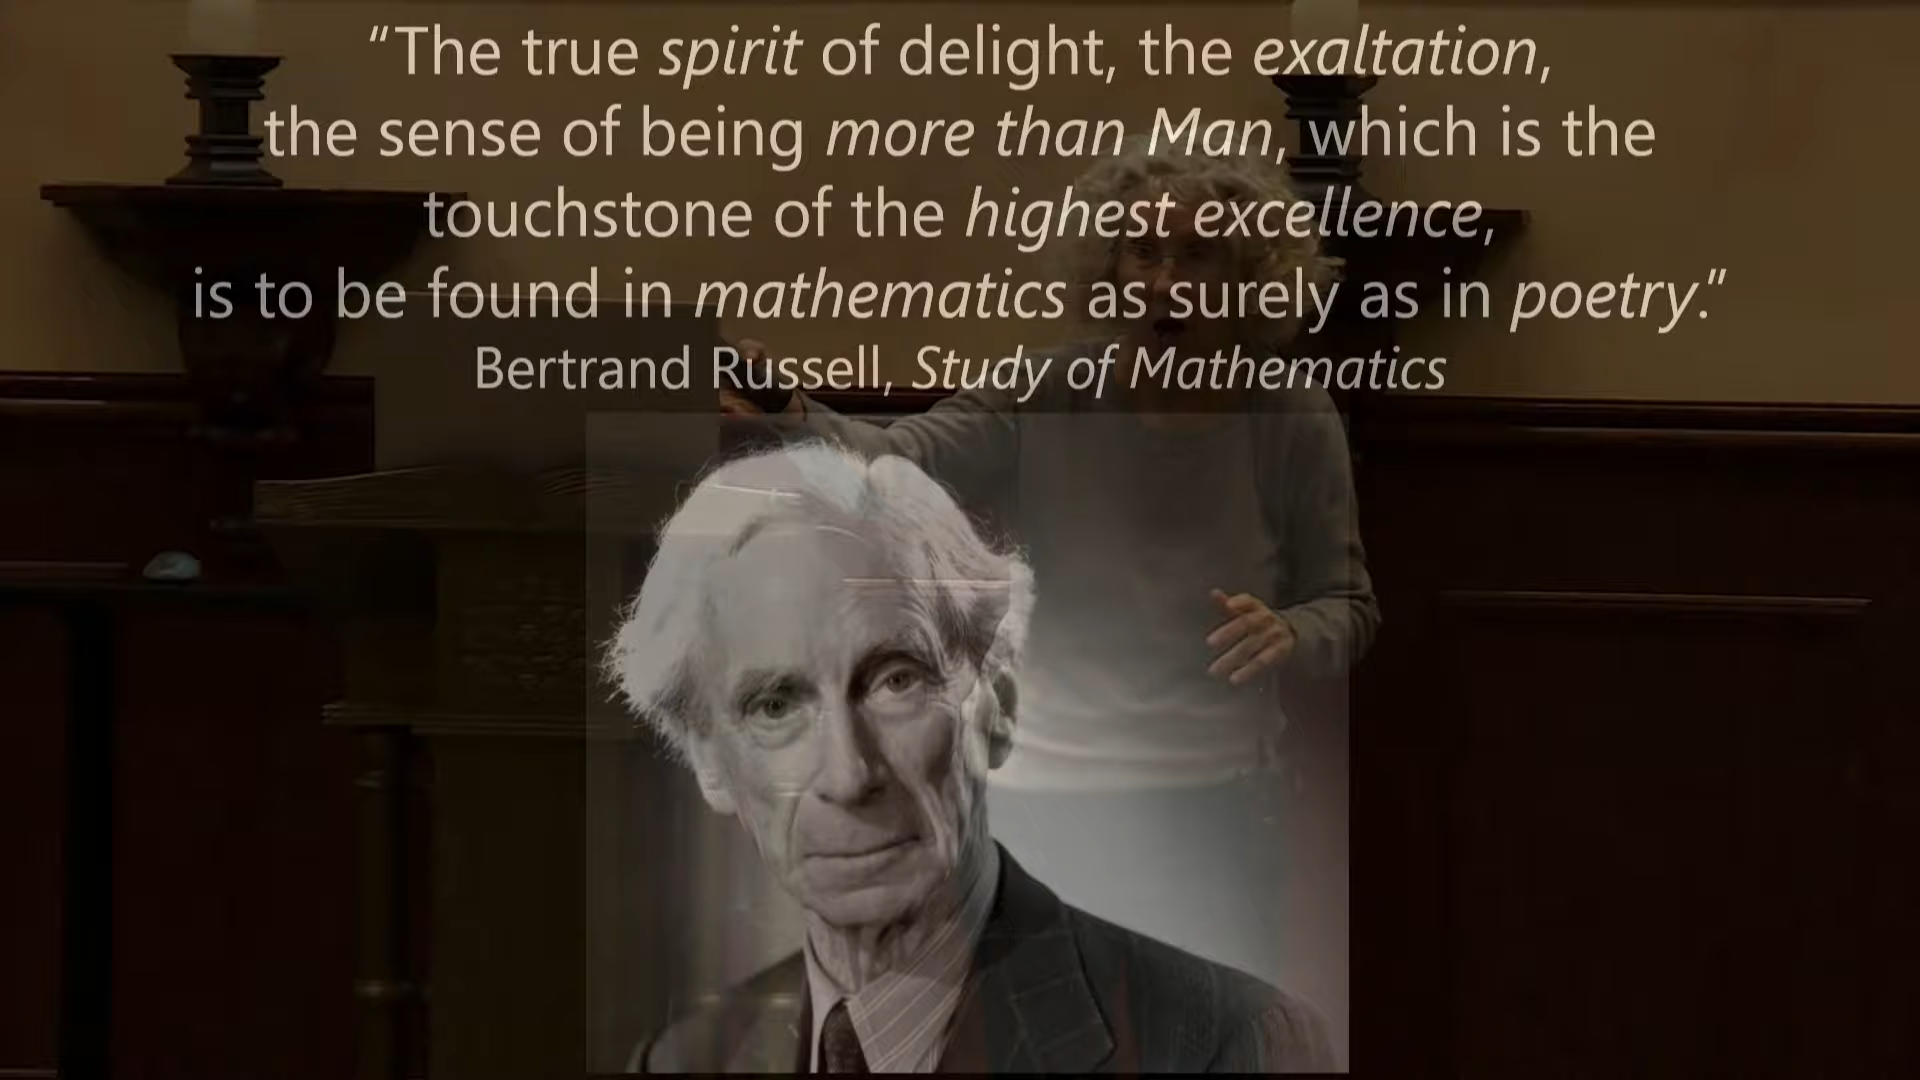 “The true spirit of delight, the exaltation,
the sense of being more than Man, which is the
touchstone of the highest excellence,
is to be found in mathematics as surely as in poetry.”
Bertrand Russell, Study of Mathematics